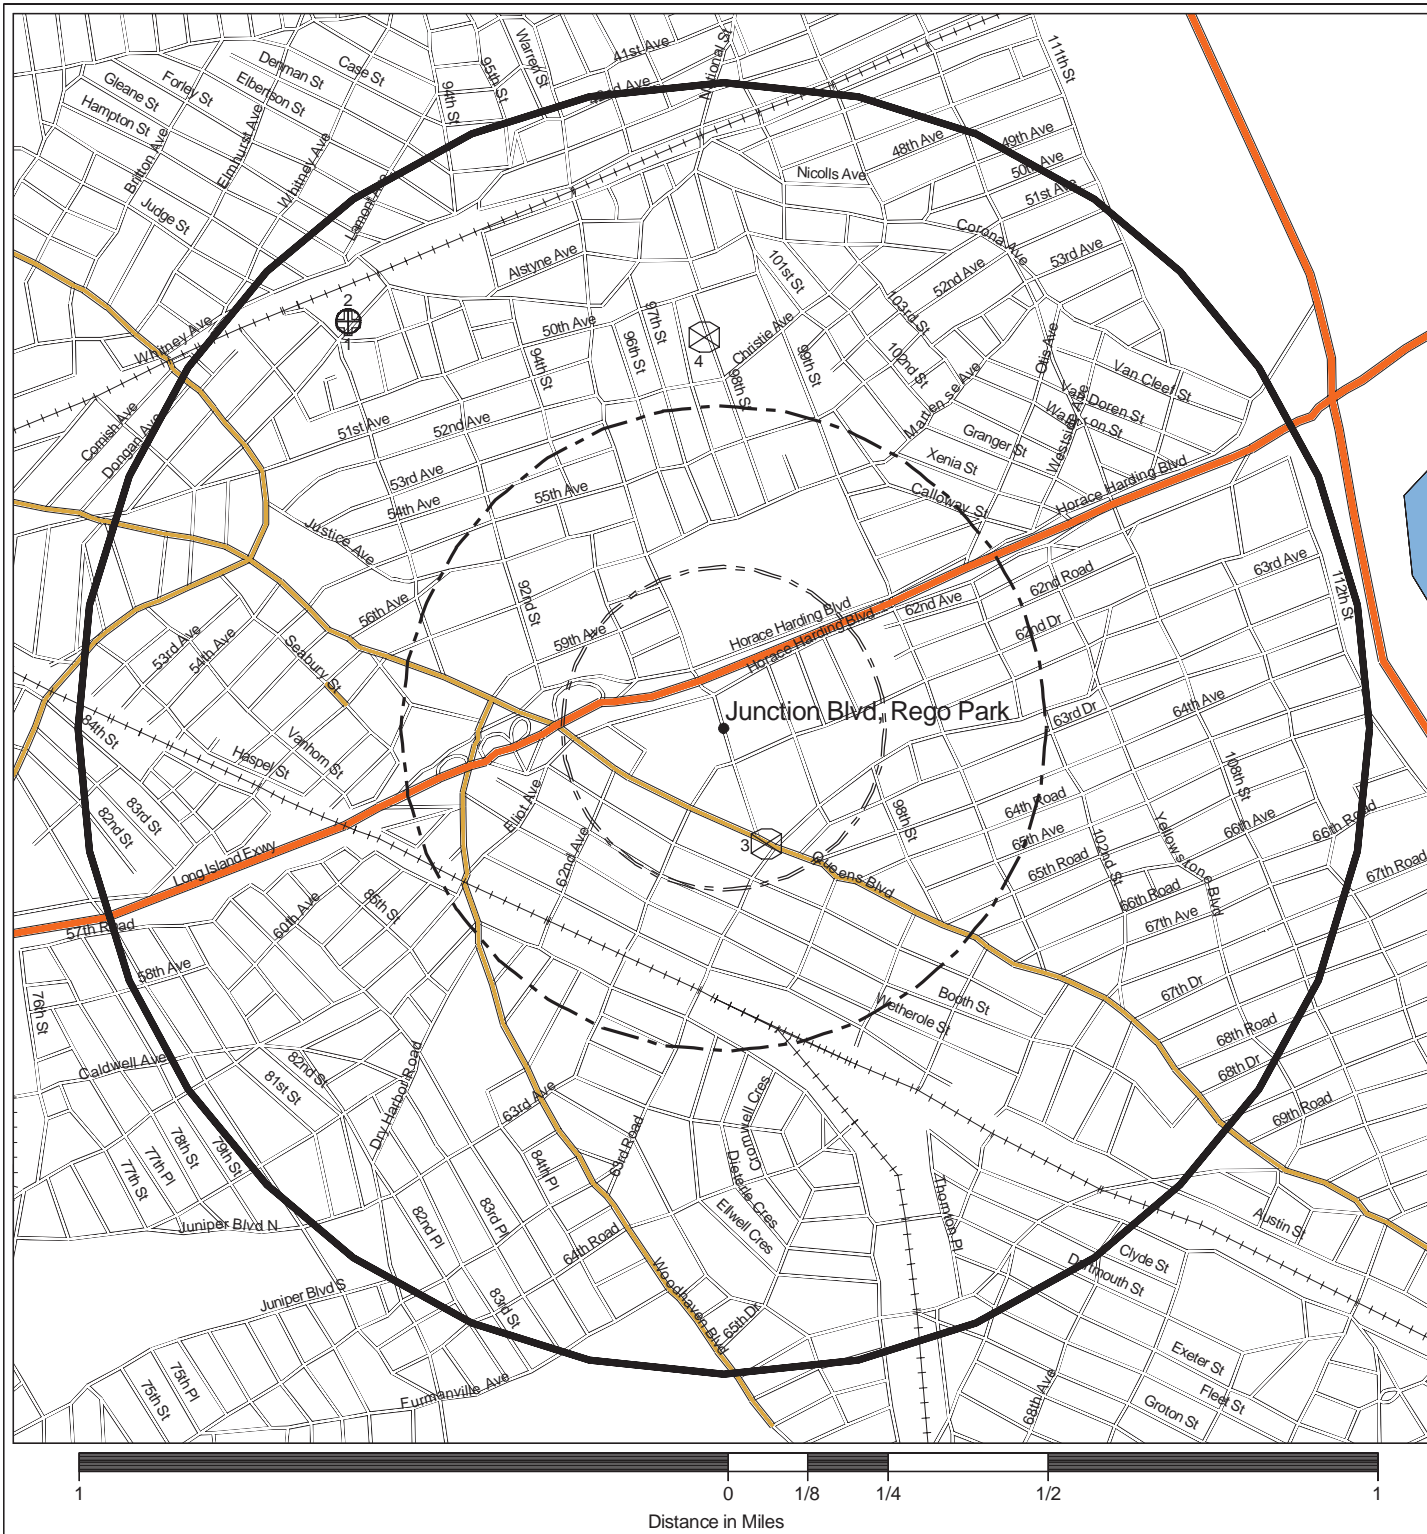 41st Ave
Warren St
National St
111th St
Denman St
Case St
95th St
94th St
Gleane St
Forley St
Elbertson St
Hampton St
Britton Ave
Elmhurst Ave
Whitney Ave
48th Ave
49th Ave
50th Ave
51st Ave
Nicolls Ave
Judge St
Corona Ave
53rd Ave
Alstyne Ave
101st St
52nd Ave
103rd St
2
1
Whitney Ave
50th Ave
97th St
96th St
4
Christie Ave
98th St
99th St
102nd St
Otis Ave
Van Cleef St
Van Doren St
94th St
51st Ave
52nd Ave
Cornish Ave
Dongan Ave
Granger St
Xenia St
53rd Ave
54th Ave
55th Ave
Calloway St
Horace Harding Blvd
Justice Ave
92nd St
56th Ave
59th Ave
Horace Harding Blvd
Horace Harding Blvd
62nd Ave
62nd Road
62nd Dr
63rd Ave
112th St
53rd Ave
54th Ave
Seabury St
Junction Blvd, Rego Park
63rd Dr
64th Ave
84th St
Haspel St
Vanhorn St
83rd St
82nd St
Eliot Ave
62nd Ave
3
98th St
64th Road
65th Ave
65th Road
102nd St
108th St
66th Ave
66th Road
67th Road
Yellowstone Blvd
66th Road
67th Ave
Queens Blvd
Long Island Exwy
57th Road
60th Ave
85th St
58th Ave
76th St
Booth St
Wetherole St
67th Dr
68th Road
68th Dr
69th Road
Caldwell Ave
82nd St
81st St
Dry Harbor Road
63rd Ave
63rd Road
Cromwell Cres
Dieterle Cres
Ellwell Cres
79th St
78th St
77th Pl
77th St
84th Pl
83rd Pl
82nd Pl
Juniper Blvd N
64th Road
Thornton Pl
Austin St
Clyde St
Dartmouth St
Juniper Blvd S
83rd St
Woodhaven Blvd
65th Dr
75th Pl
75th St
Furmanville Ave
68th Ave
Exeter St
Fleet St
Groton St
1
0
1/8
1/4
1/2
1
Distance in Miles